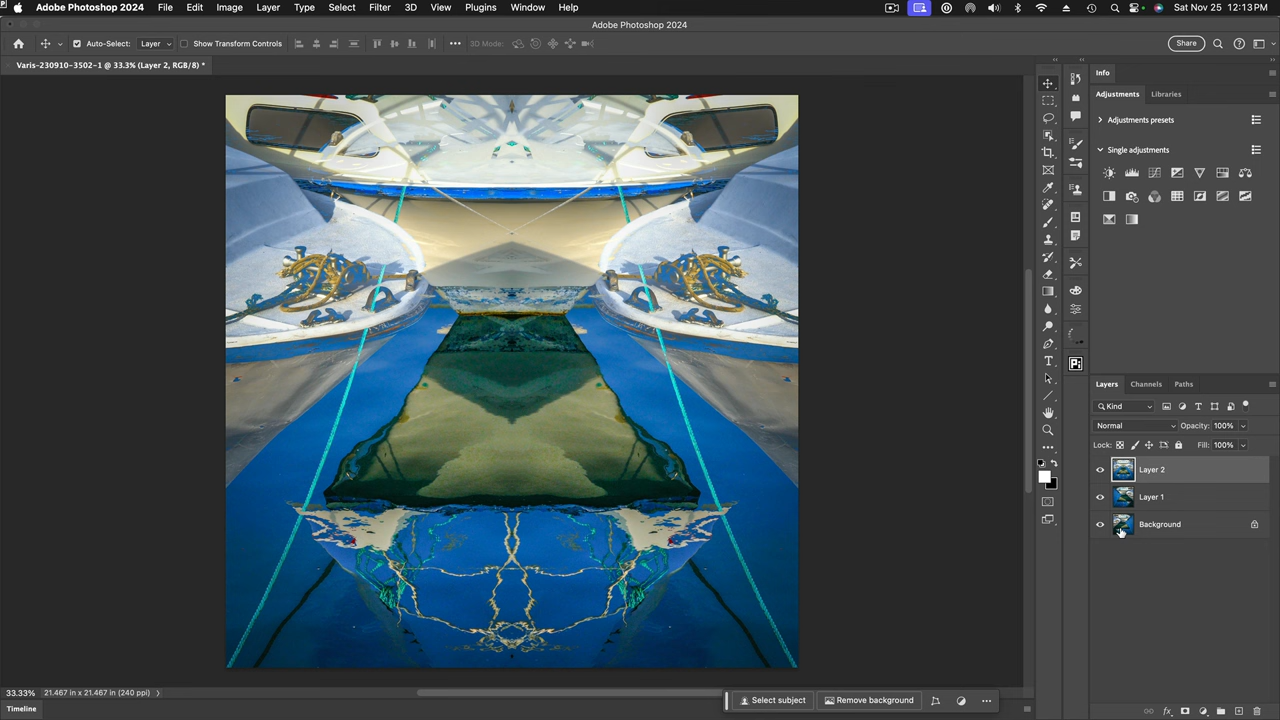 Adobe Photoshop 2024 File Edit Image Layer Type Select Filter 3D View Plugins Window Help Sat Nov 25 12:13 PM
Adobe Photoshop 2024
Auto-Select: Layer Show Transform Controls 3D Mode: Share
Varis-230910-3502-1 @ 33.3% (Layer 2, RGB/8) *
Info
Adjustments Libraries
Adjustments presets
Single adjustments
Layers Channels Paths
Kind
Normal Opacity: 100%
Lock: Fill: 100%
Layer 2
Layer 1
Background
33.33% 21.467 in x 21.467 in (240 ppi)
Select subject Remove background
Timeline